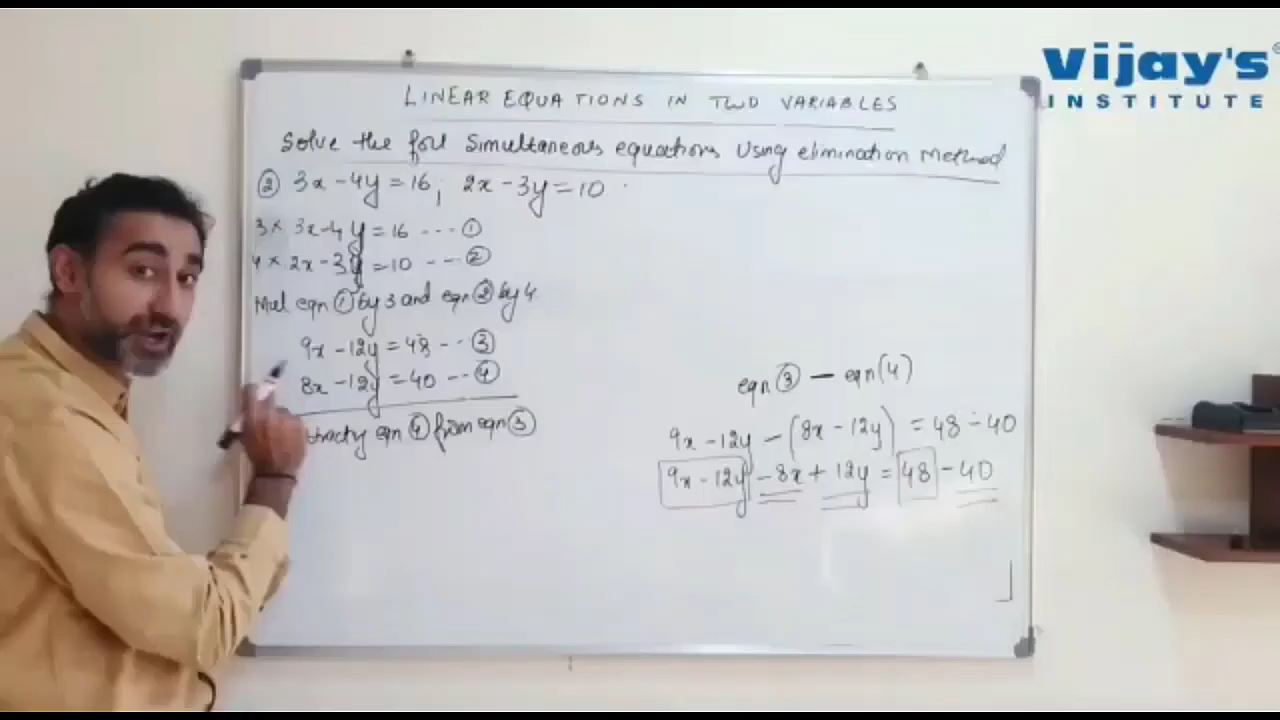 Vijay's
INSTITUTE
LINEAR EQUATIONS IN TWO VARIABLES
Solve the foll Simultaneous equations Using elimination Method
② 3x - 4y = 16; 2x - 3y = 10
3 × 3x - 4y = 16 --- ①
4 × 2x - 3y = 10 --- ②
Mul eqn ① by 3 and eqn ② by 4
9x - 12y = 48 -- ③
8x - 12y = 40 --- ④
eqn ④ from eqn ③
eqn ③ — eqn (4)
9x - 12y - (8x - 12y) = 48 - 40
9x - 12y - 8x + 12y = 48 - 40